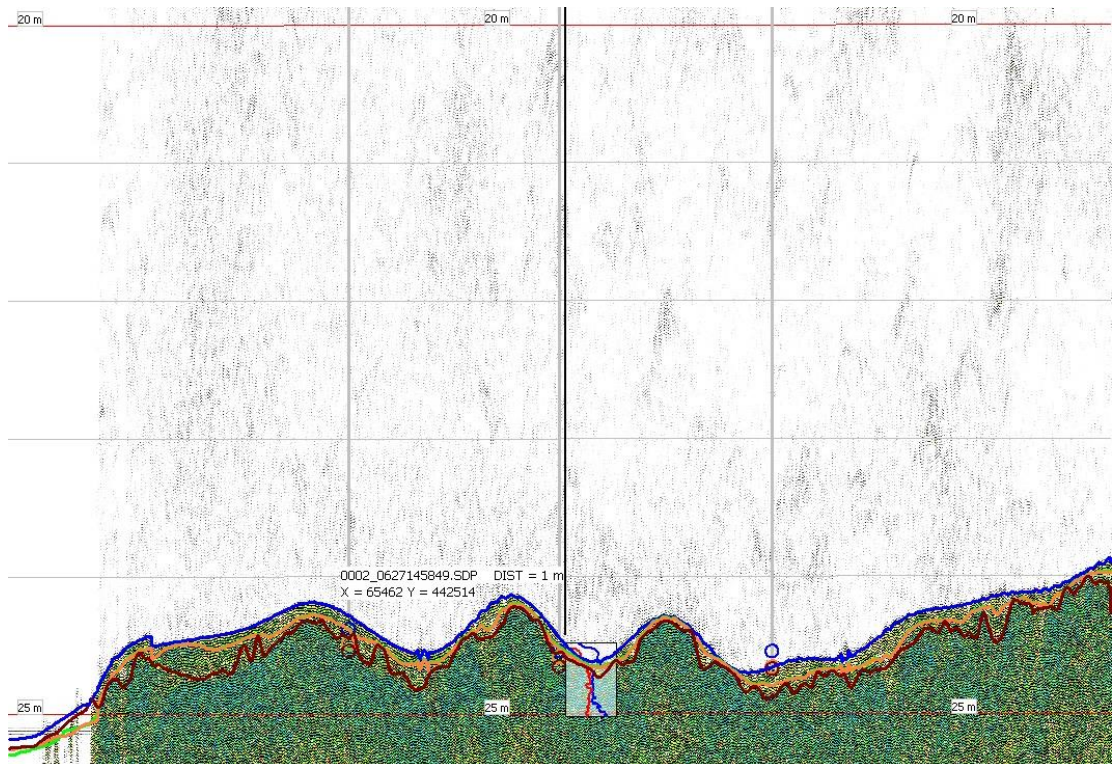 20 m 20 m 20 m
0002_0627145849.SDP DIST = 1 m
X = 65462 Y = 442514
25 m 25 m 25 m